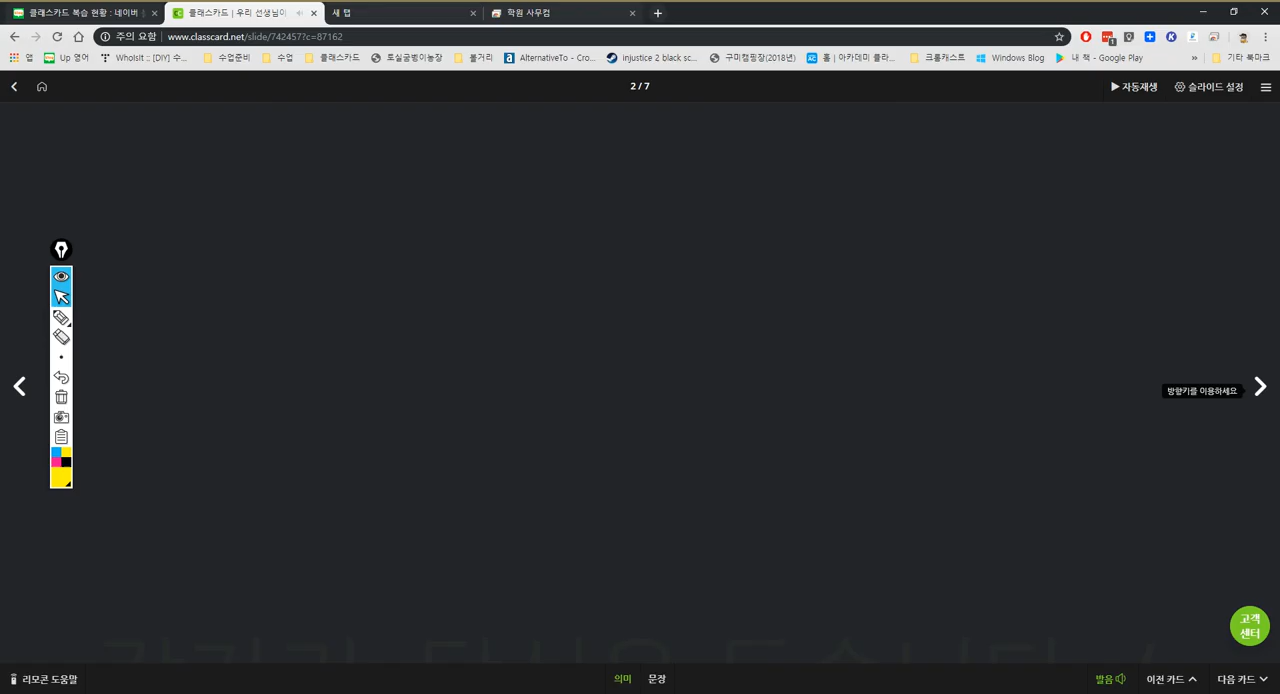 클래스카드 복습 현황 : 네이버
클래스카드 | 우리 선생님이
새 탭
학원 사무컴
주의 요함
www.classcard.net/slide/742457?c=87162
1
앱
Up 영어
WhoIsIt :: [DIY] 수...
수업준비
수업
클래스카드
토실굼벵이농장
볼거리
AlternativeTo - Cro...
injustice 2 black sc...
구미캠핑장(2018년)
홈 | 아카데미 클라...
크롬캐스트
Windows Blog
내 책 - Google Play
»
기타 북마크
2 / 7
자동재생
슬라이드 설정
방향키를 이용하세요
고객
센터
리모콘 도움말
의미
문장
발음
이전 카드
다음 카드